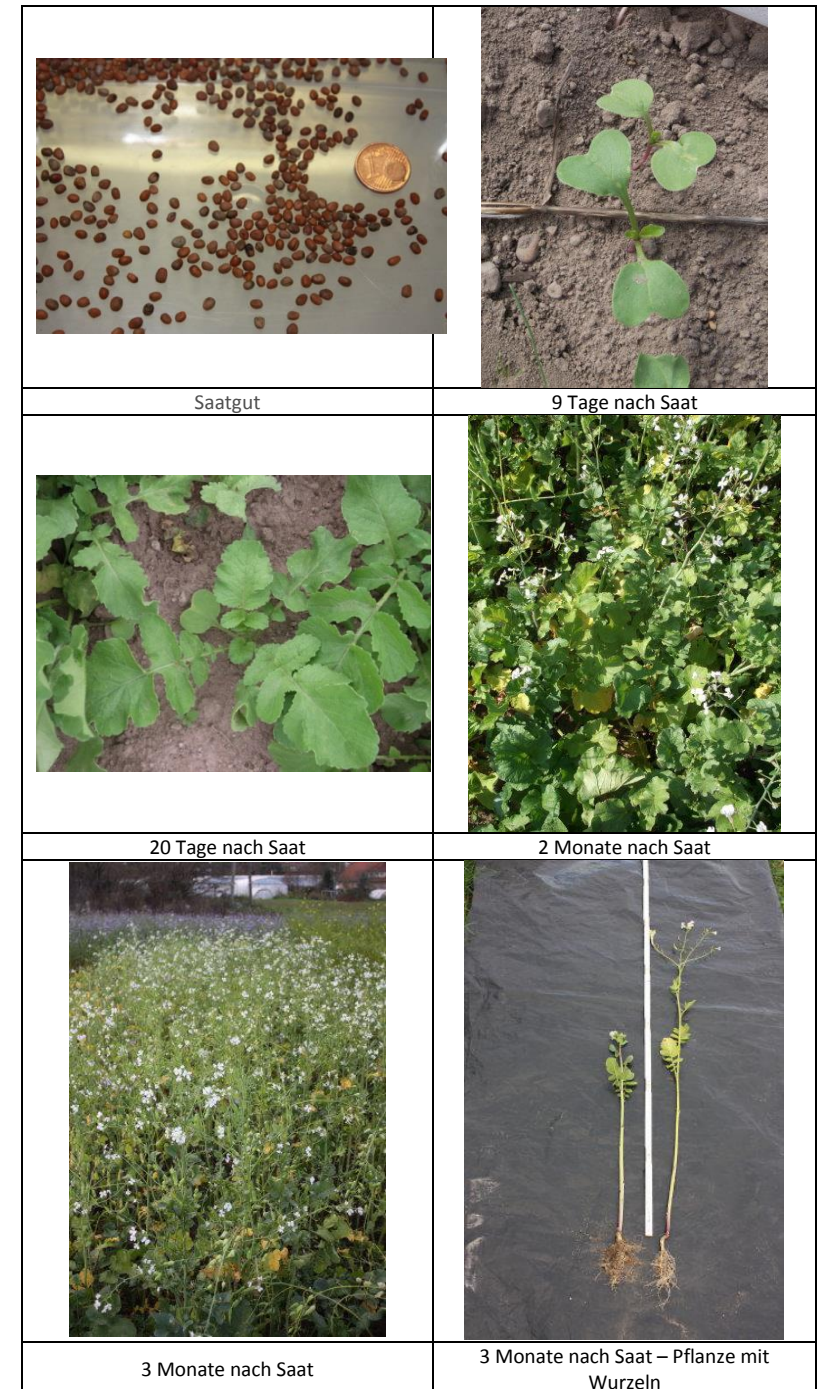 Saatgut
9 Tage nach Saat
20 Tage nach Saat
2 Monate nach Saat
3 Monate nach Saat
3 Monate nach Saat – Pflanze mit
Wurzeln